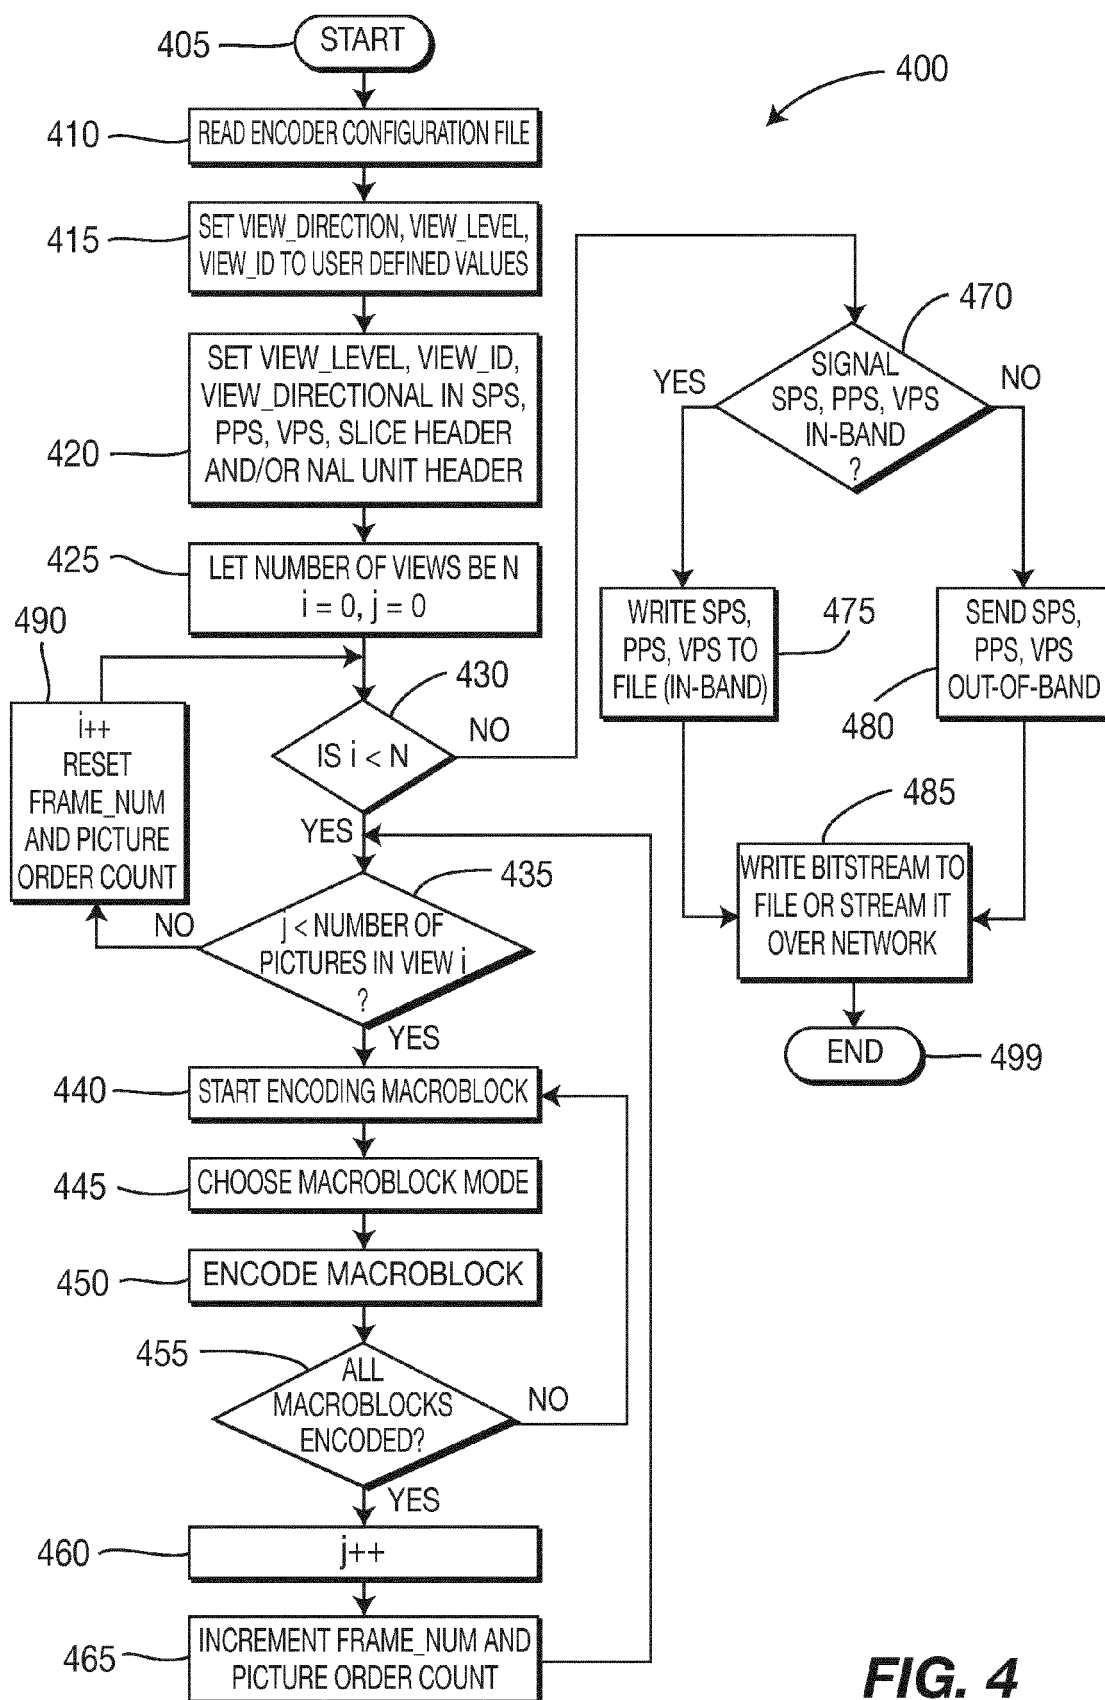 405
START
400
410
READ ENCODER CONFIGURATION FILE
415
SET VIEW_DIRECTION, VIEW_LEVEL,
VIEW_ID TO USER DEFINED VALUES
420
SET VIEW_LEVEL, VIEW_ID,
VIEW_DIRECTIONAL IN SPS,
PPS, VPS, SLICE HEADER
AND/OR NAL UNIT HEADER
425
LET NUMBER OF VIEWS BE N
i = 0, j = 0
490
i++
RESET
FRAME_NUM
AND PICTURE
ORDER COUNT
430
IS i < N
NO
YES
435
j < NUMBER OF
PICTURES IN VIEW i
?
NO
YES
440
START ENCODING MACROBLOCK
445
CHOOSE MACROBLOCK MODE
450
ENCODE MACROBLOCK
455
ALL
MACROBLOCKS
ENCODED?
NO
YES
460
j++
465
INCREMENT FRAME_NUM AND
PICTURE ORDER COUNT
470
SIGNAL
SPS, PPS, VPS
IN-BAND
?
YES
NO
475
WRITE SPS,
PPS, VPS TO
FILE (IN-BAND)
480
SEND SPS,
PPS, VPS
OUT-OF-BAND
485
WRITE BITSTREAM TO
FILE OR STREAM IT
OVER NETWORK
END
499
FIG. 4